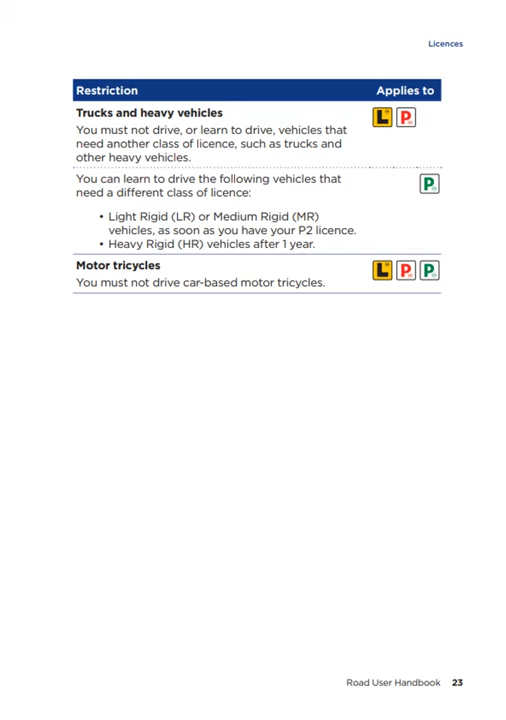 Licences
Restriction Applies to
Trucks and heavy vehicles
You must not drive, or learn to drive, vehicles that
need another class of licence, such as trucks and
other heavy vehicles.
L P
You can learn to drive the following vehicles that
need a different class of licence:
P
• Light Rigid (LR) or Medium Rigid (MR)
vehicles, as soon as you have your P2 licence.
• Heavy Rigid (HR) vehicles after 1 year.
Motor tricycles
You must not drive car-based motor tricycles.
L P P
Road User Handbook 23